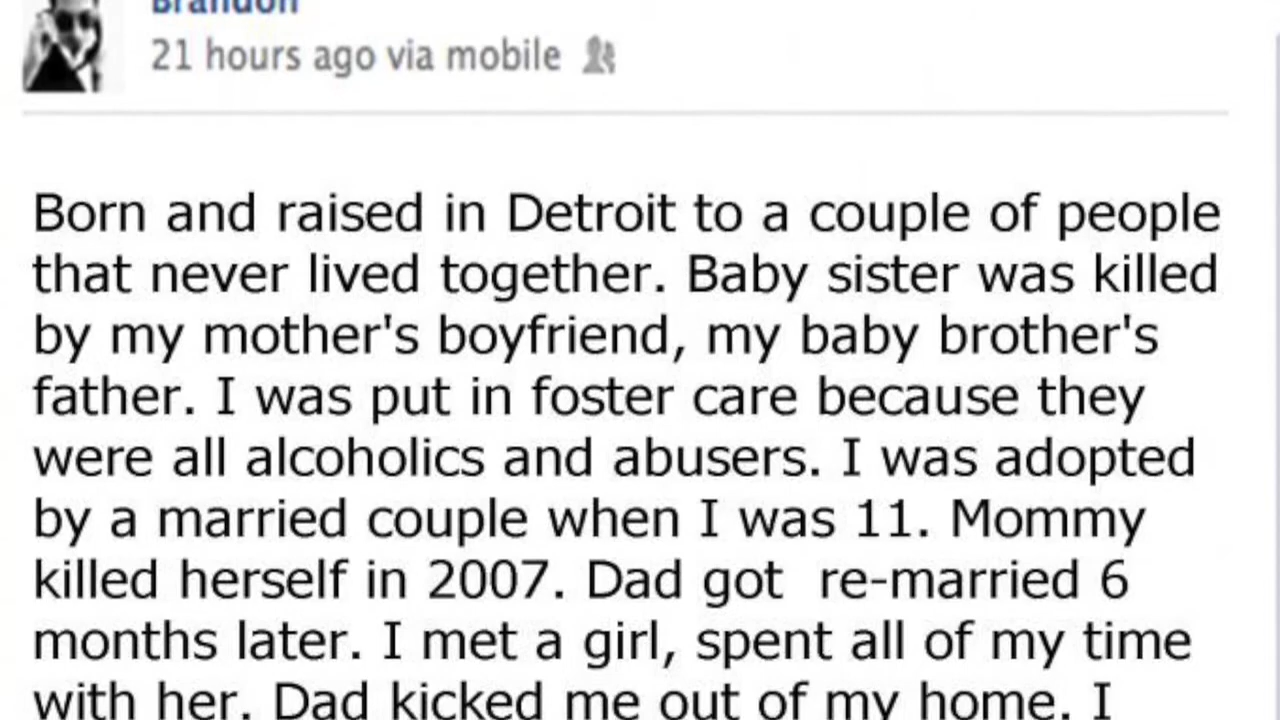 Brandon
21 hours ago via mobile
Born and raised in Detroit to a couple of people
that never lived together. Baby sister was killed
by my mother's boyfriend, my baby brother's
father. I was put in foster care because they
were all alcoholics and abusers. I was adopted
by a married couple when I was 11. Mommy
killed herself in 2007. Dad got  re-married 6
months later. I met a girl, spent all of my time
with her. Dad kicked me out of my home. I